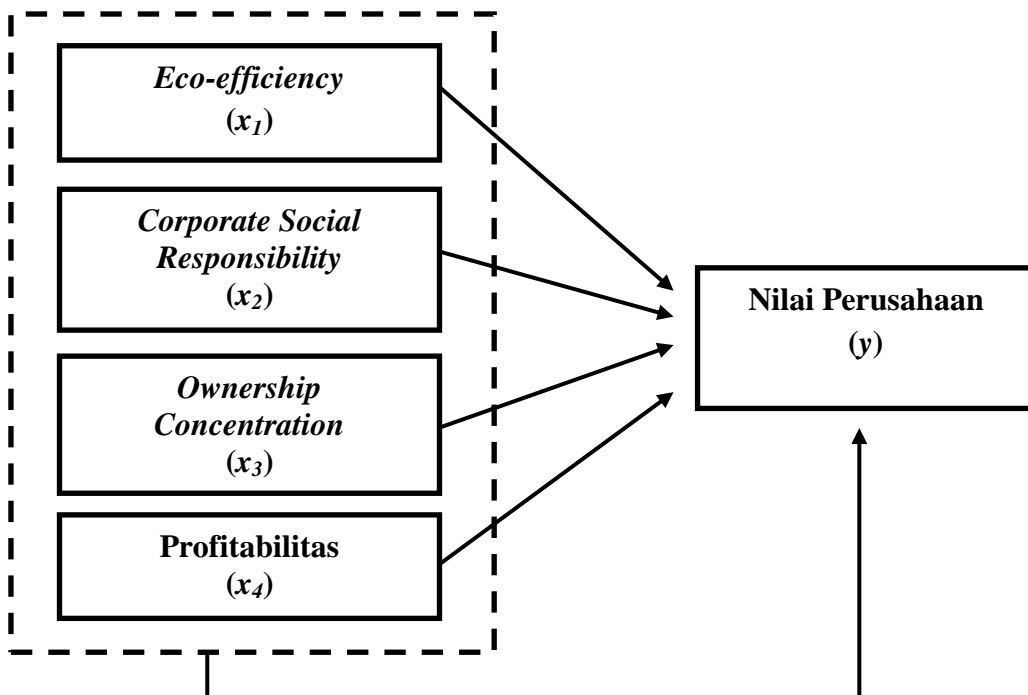 Eco-efficiency
(x1)
Corporate Social
Responsibility
(x2)
Ownership
Concentration
(x3)
Profitabilitas
(x4)
Nilai Perusahaan
(y)